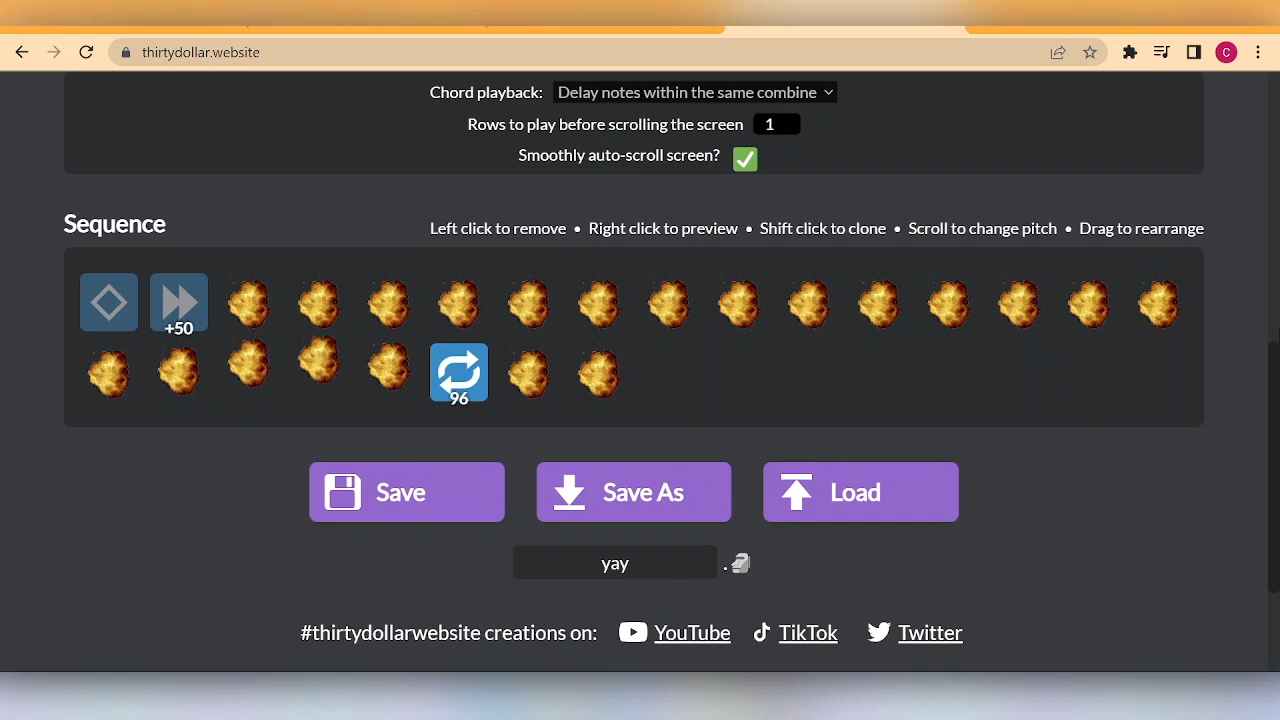 thirtydollar.website
C
Chord playback: Delay notes within the same combine
Rows to play before scrolling the screen 1
Smoothly auto-scroll screen?
Sequence
Left click to remove • Right click to preview • Shift click to clone • Scroll to change pitch • Drag to rearrange
+50
96
Save
Save As
Load
yay .🗿
#thirtydollarwebsite creations on: YouTube TikTok Twitter